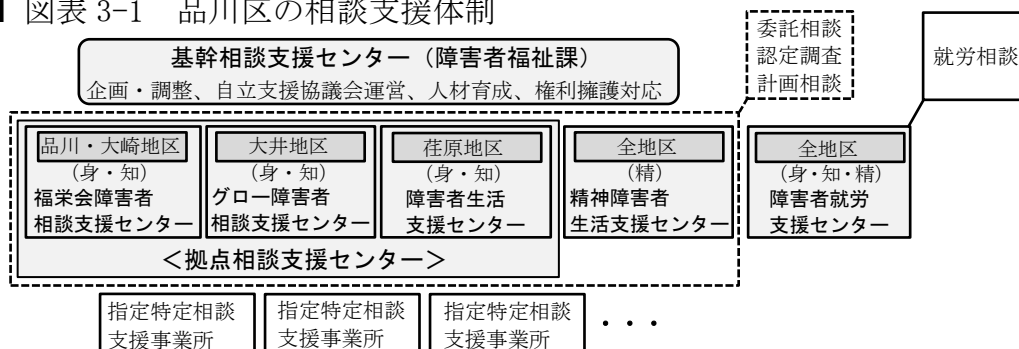 図表 3-1 品川区の相談支援体制
基幹相談支援センター(障害者福祉課)
企画・調整、自立支援協議会運営、人材育成、権利擁護対応
委託相談
認定調査
計画相談
就労相談
品川・大崎地区
(身・知)
福栄会障害者
相談支援センター
大井地区
(身・知)
グロー障害者
相談支援センター
荏原地区
(身・知)
障害者生活
支援センター
全地区
(精)
精神障害者
生活支援センター
全地区
(身・知・精)
障害者就労
支援センター
<拠点相談支援センター>
指定特定相談
支援事業所
指定特定相談
支援事業所
指定特定相談
支援事業所
・・・